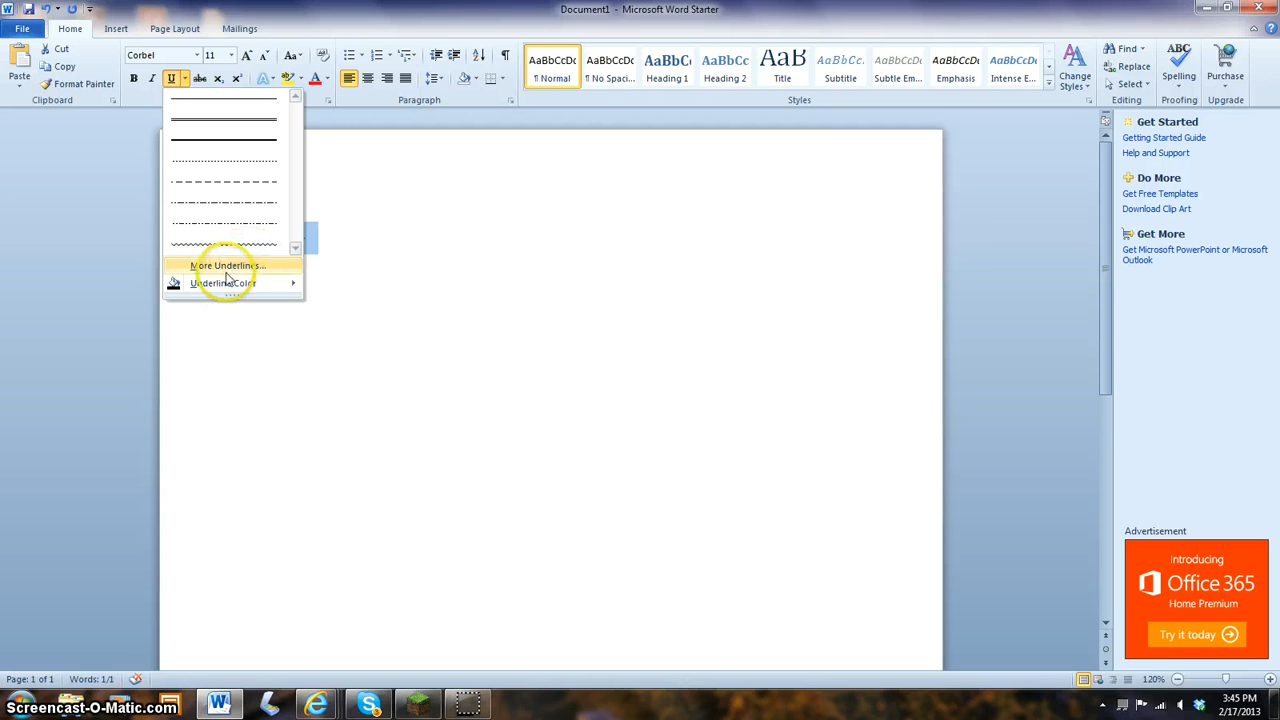 Document1 - Microsoft Word Starter
File Home Insert Page Layout Mailings
Paste Cut Copy Format Painter
Clipboard
Corbel 11 Aa
B I U abc
Paragraph
AaBbCcDc AaBbCcDc AaBbC AaBbCc AaB AaBbCc. AaBbCcDc AaBbCcDc AaBbCcDc
¶ Normal ¶ No Spaci... Heading 1 Heading 2 Title Subtitle Subtle Em... Emphasis Intense E...
Change Styles
Styles
Find
Replace
Select
Editing
Spelling
Proofing
Purchase
Upgrade
More Underlines...
Underline Color
Get Started
Getting Started Guide
Help and Support
Do More
Get Free Templates
Download Clip Art
Get More
Get Microsoft PowerPoint or Microsoft
Outlook
Advertisement
Introducing
Office 365
Home Premium
Try it today
Page: 1 of 1 Words: 1/1
120%
Screencast-O-Matic.com
3:45 PM
2/17/2013